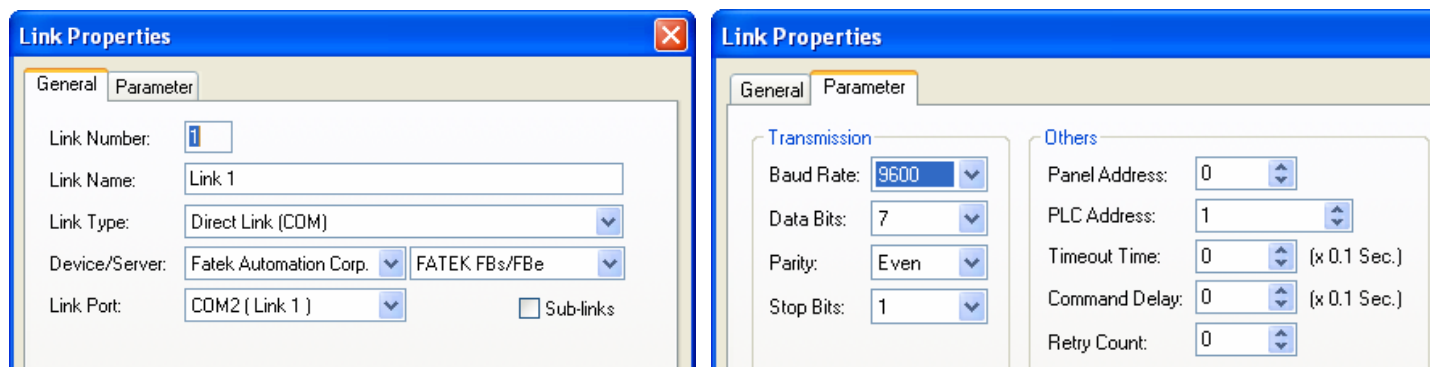 Link Properties
General Parameter
Link Number: 1
Link Name: Link 1
Link Type: Direct Link (COM)
Device/Server: Fatek Automation Corp. FATEK FBs/FBe
Link Port: COM2 ( Link 1 ) Sub-links
Link Properties
General Parameter
Transmission
Baud Rate: 9600
Data Bits: 7
Parity: Even
Stop Bits: 1
Others
Panel Address: 0
PLC Address: 1
Timeout Time: 0 (x 0.1 Sec.)
Command Delay: 0 (x 0.1 Sec.)
Retry Count: 0